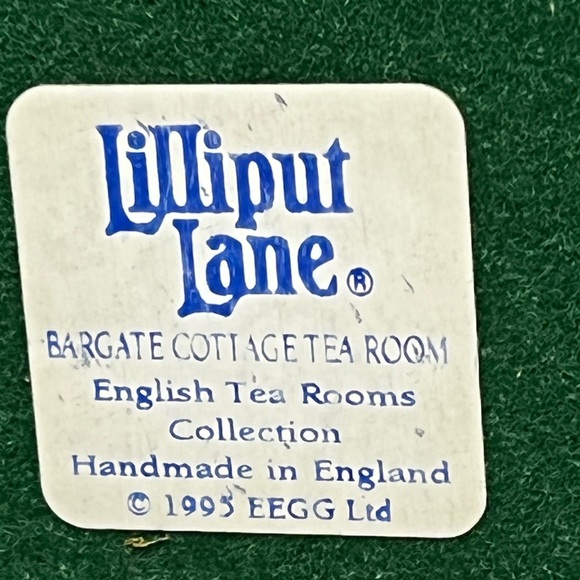 Lilliput
Lane®
BARGATE COTTAGE TEA ROOM
English Tea Rooms
Collection
Handmade in England
© 1995 EEGG Ltd